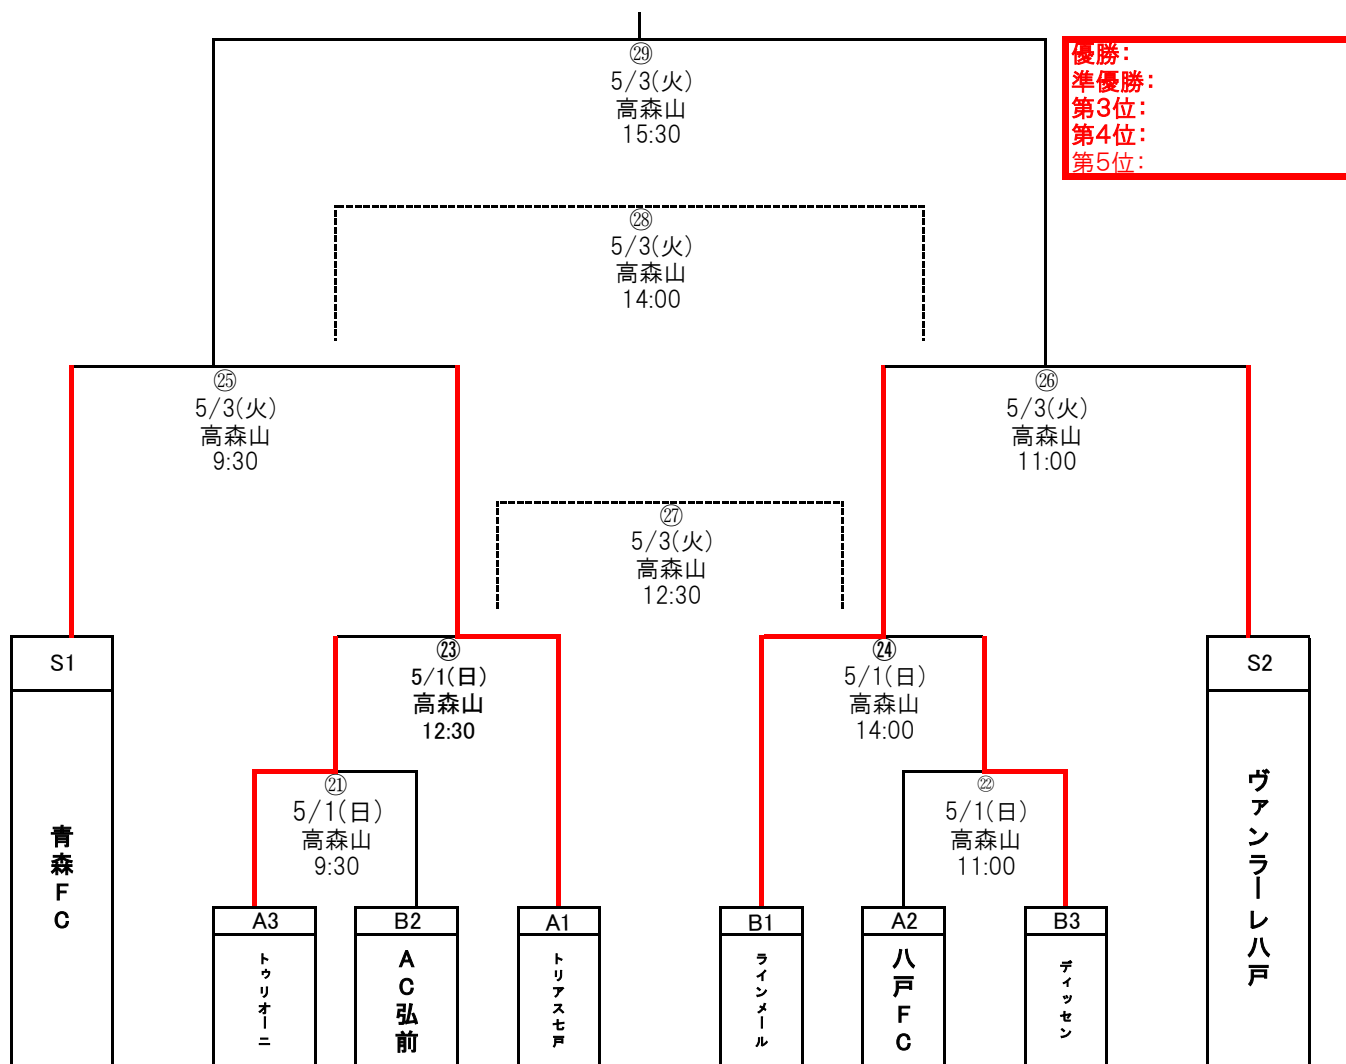 ㉙
5/3(火)
高森山
15:30
優勝：
準優勝：
第3位：
第4位：
第5位：
㉘
5/3(火)
高森山
14:00
㉕
5/3(火)
高森山
9:30
㉖
5/3(火)
高森山
11:00
㉗
5/3(火)
高森山
12:30
S1
青森FC
㉓
5/1(日)
高森山
12:30
㉔
5/1(日)
高森山
14:00
S2
ヴァンラーレ八戸
㉑
5/1(日)
高森山
9:30
㉒
5/1(日)
高森山
11:00
A3
トゥリオーニ
B2
AC弘前
A1
トリアス七戸
B1
ラインメール
A2
八戸FC
B3
ディッセン